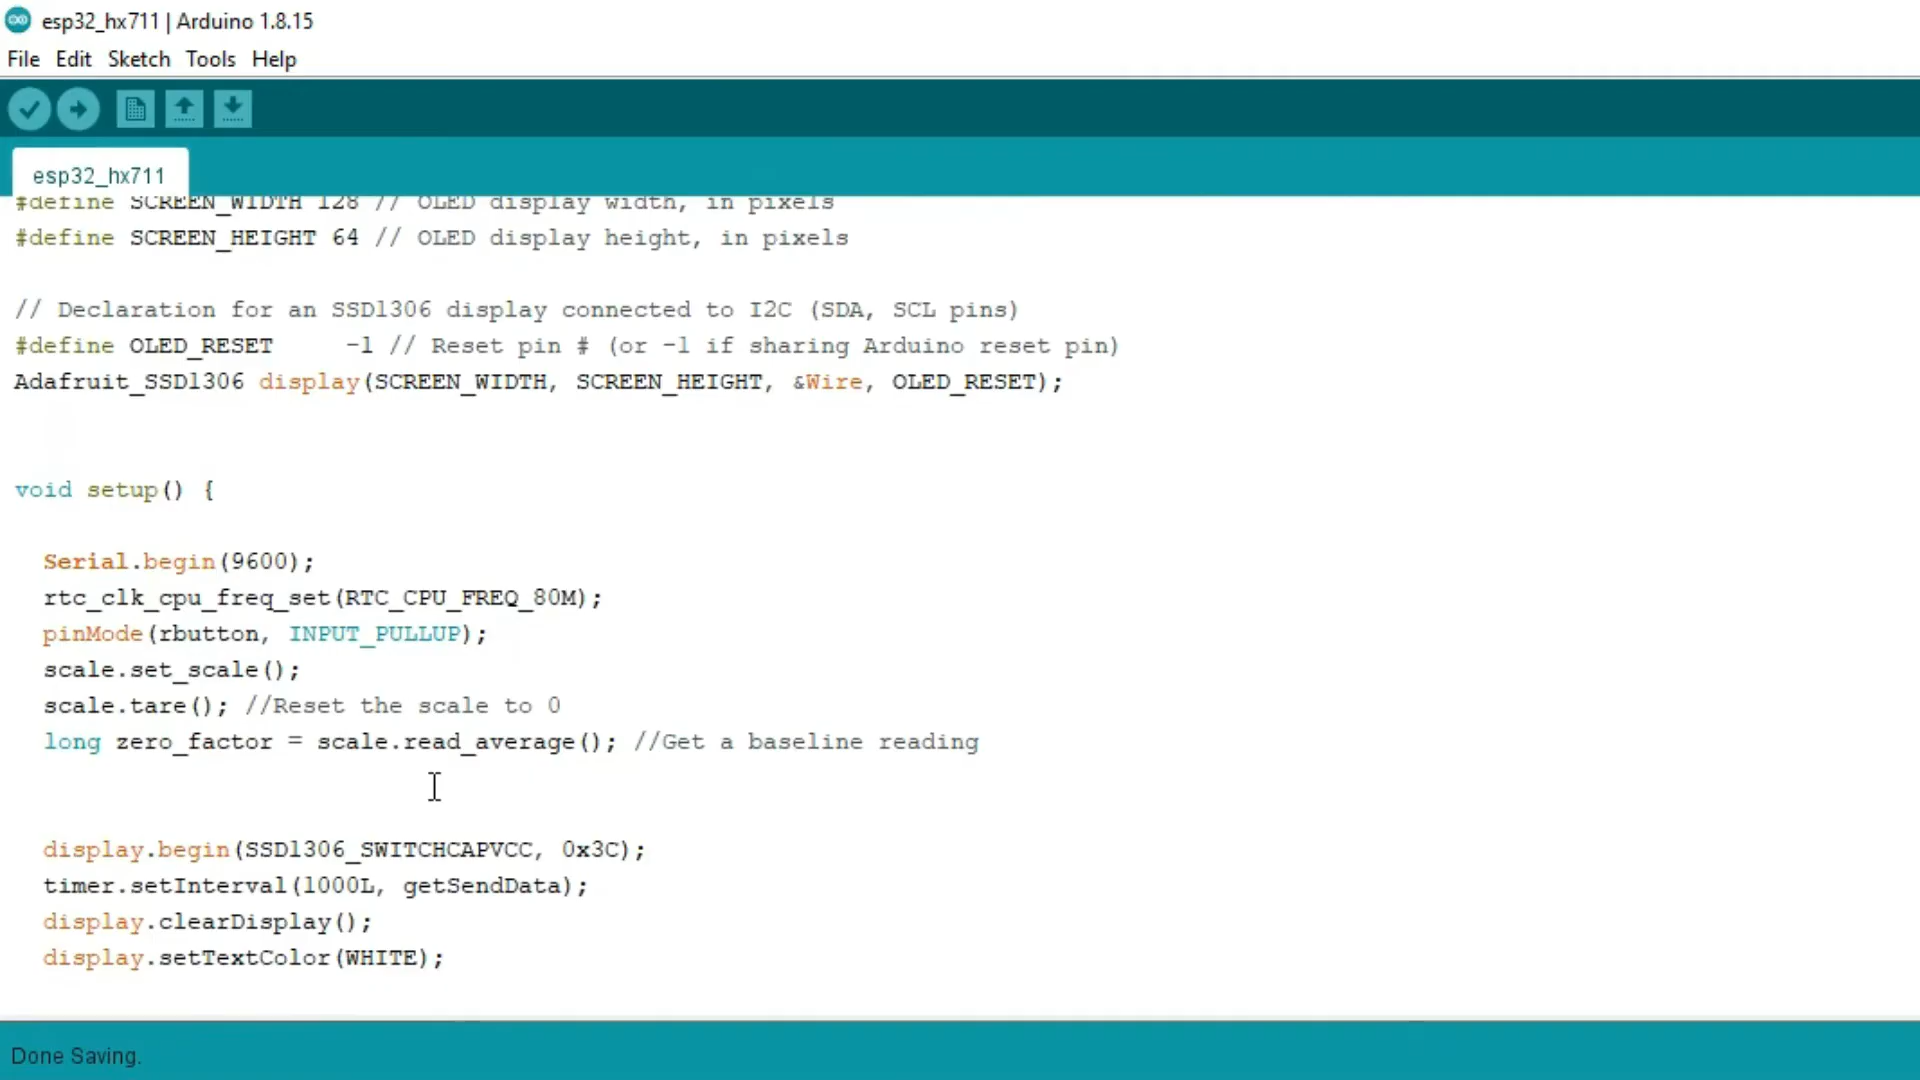 esp32_hx711 | Arduino 1.8.15
File Edit Sketch Tools Help
esp32_hx711
#define SCREEN_WIDTH 128 // OLED display width, in pixels
#define SCREEN_HEIGHT 64 // OLED display height, in pixels
// Declaration for an SSD1306 display connected to I2C (SDA, SCL pins)
#define OLED_RESET     -1 // Reset pin # (or -1 if sharing Arduino reset pin)
Adafruit_SSD1306 display(SCREEN_WIDTH, SCREEN_HEIGHT, &Wire, OLED_RESET);
void setup() {
Serial.begin(9600);
rtc_clk_cpu_freq_set(RTC_CPU_FREQ_80M);
pinMode(rbutton, INPUT_PULLUP);
scale.set_scale();
scale.tare(); //Reset the scale to 0
long zero_factor = scale.read_average(); //Get a baseline reading
display.begin(SSD1306_SWITCHCAPVCC, 0x3C);
timer.setInterval(1000L, getSendData);
display.clearDisplay();
display.setTextColor(WHITE);
Done Saving.